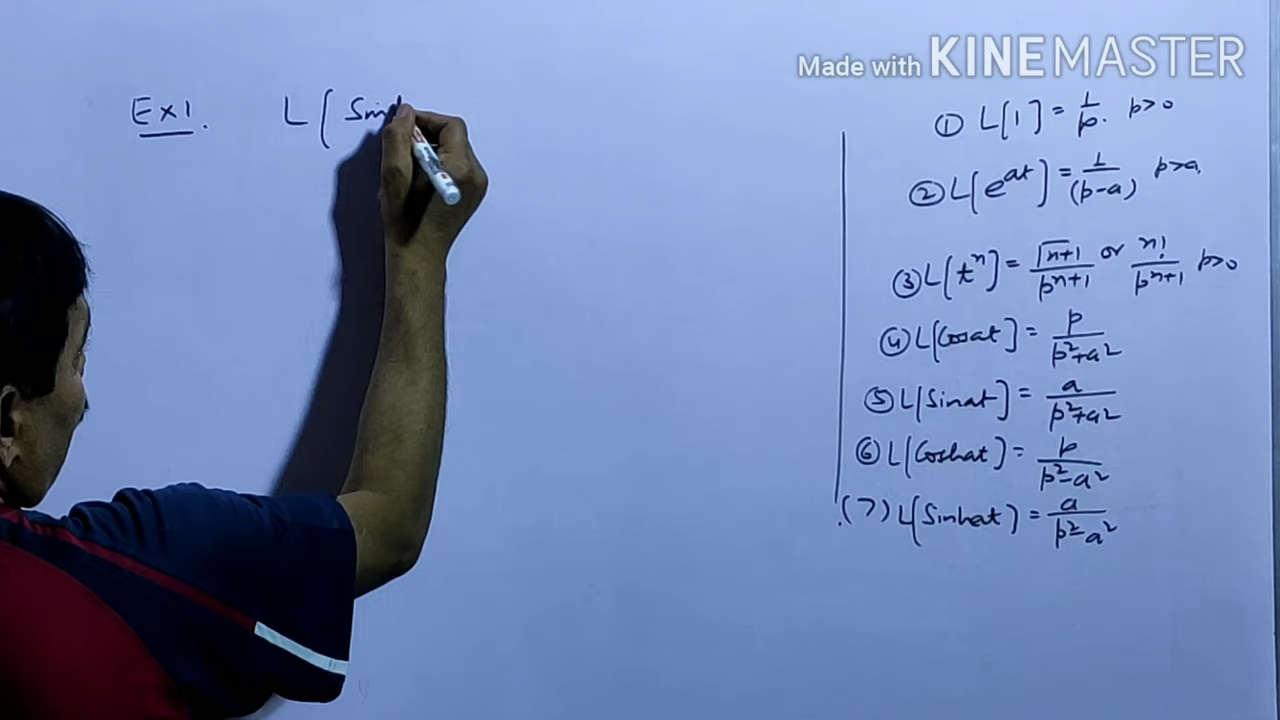 Made with KINEMASTER
Ex1. L[ Sin
① L[1] = 1/p. p>0
② L[e^{at}] = 1/(p-a) p>a.
③ L[t^n] = √n+1/p^{n+1} or n!/p^{n+1} p>0
④ L[Cosat] = p/p²+a²
⑤ L[Sinat] = a/p²+a²
⑥ L[Coshat] = p/p²-a²
(7) L[Sinhat] = a/p²-a²